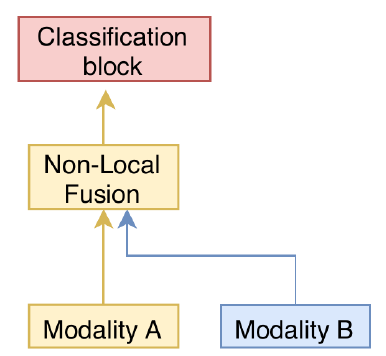 Classification
block
Non-Local
Fusion
Modality A
Modality B